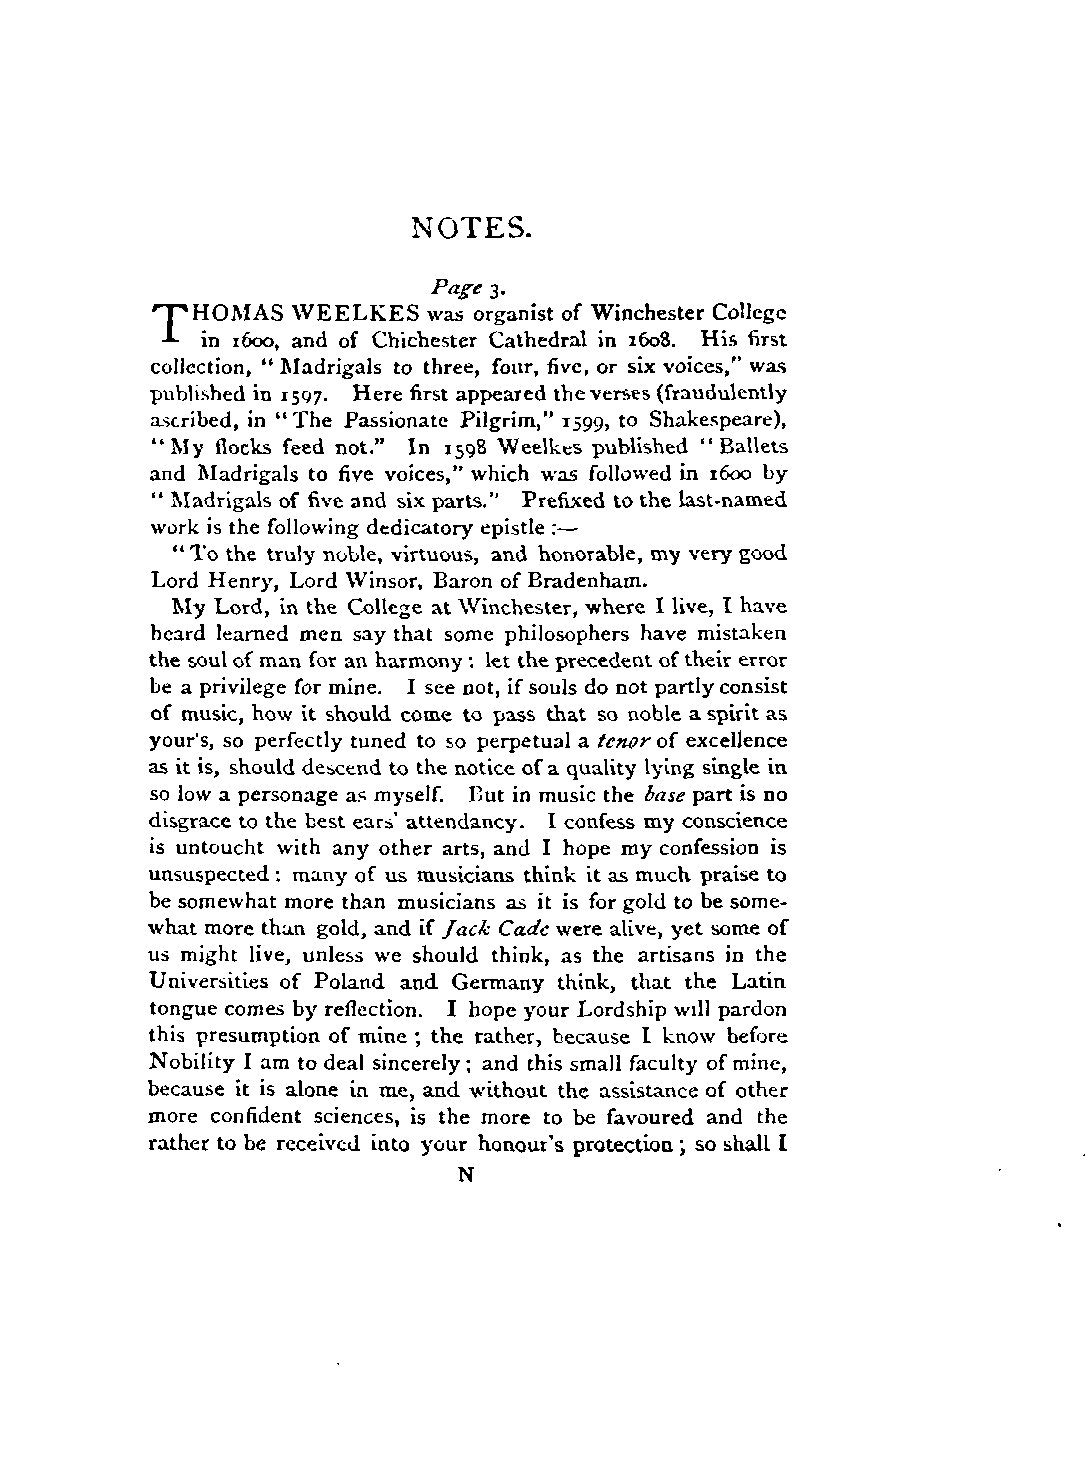 NOTES.
Page 3.
THOMAS WEELKES was organist of Winchester College
in 1600, and of Chichester Cathedral in 1608. His first
collection, "Madrigals to three, four, five, or six voices," was
published in 1597. Here first appeared the verses (fraudulently
ascribed, in "The Passionate Pilgrim," 1599, to Shakespeare),
"My flocks feed not." In 1598 Weelkes published "Ballets
and Madrigals to five voices," which was followed in 1600 by
"Madrigals of five and six parts." Prefixed to the last-named
work is the following dedicatory epistle :—
"To the truly noble, virtuous, and honorable, my very good
Lord Henry, Lord Winsor, Baron of Bradenham.
My Lord, in the College at Winchester, where I live, I have
heard learned men say that some philosophers have mistaken
the soul of man for an harmony : let the precedent of their error
be a privilege for mine. I see not, if souls do not partly consist
of music, how it should come to pass that so noble a spirit as
your's, so perfectly tuned to so perpetual a tenor of excellence
as it is, should descend to the notice of a quality lying single in
so low a personage as myself. But in music the base part is no
disgrace to the best ears' attendancy. I confess my conscience
is untoucht with any other arts, and I hope my confession is
unsuspected : many of us musicians think it as much praise to
be somewhat more than musicians as it is for gold to be some-
what more than gold, and if Jack Cade were alive, yet some of
us might live, unless we should think, as the artisans in the
Universities of Poland and Germany think, that the Latin
tongue comes by reflection. I hope your Lordship will pardon
this presumption of mine ; the rather, because I know before
Nobility I am to deal sincerely ; and this small faculty of mine,
because it is alone in me, and without the assistance of other
more confident sciences, is the more to be favoured and the
rather to be received into your honour's protection ; so shall I
N